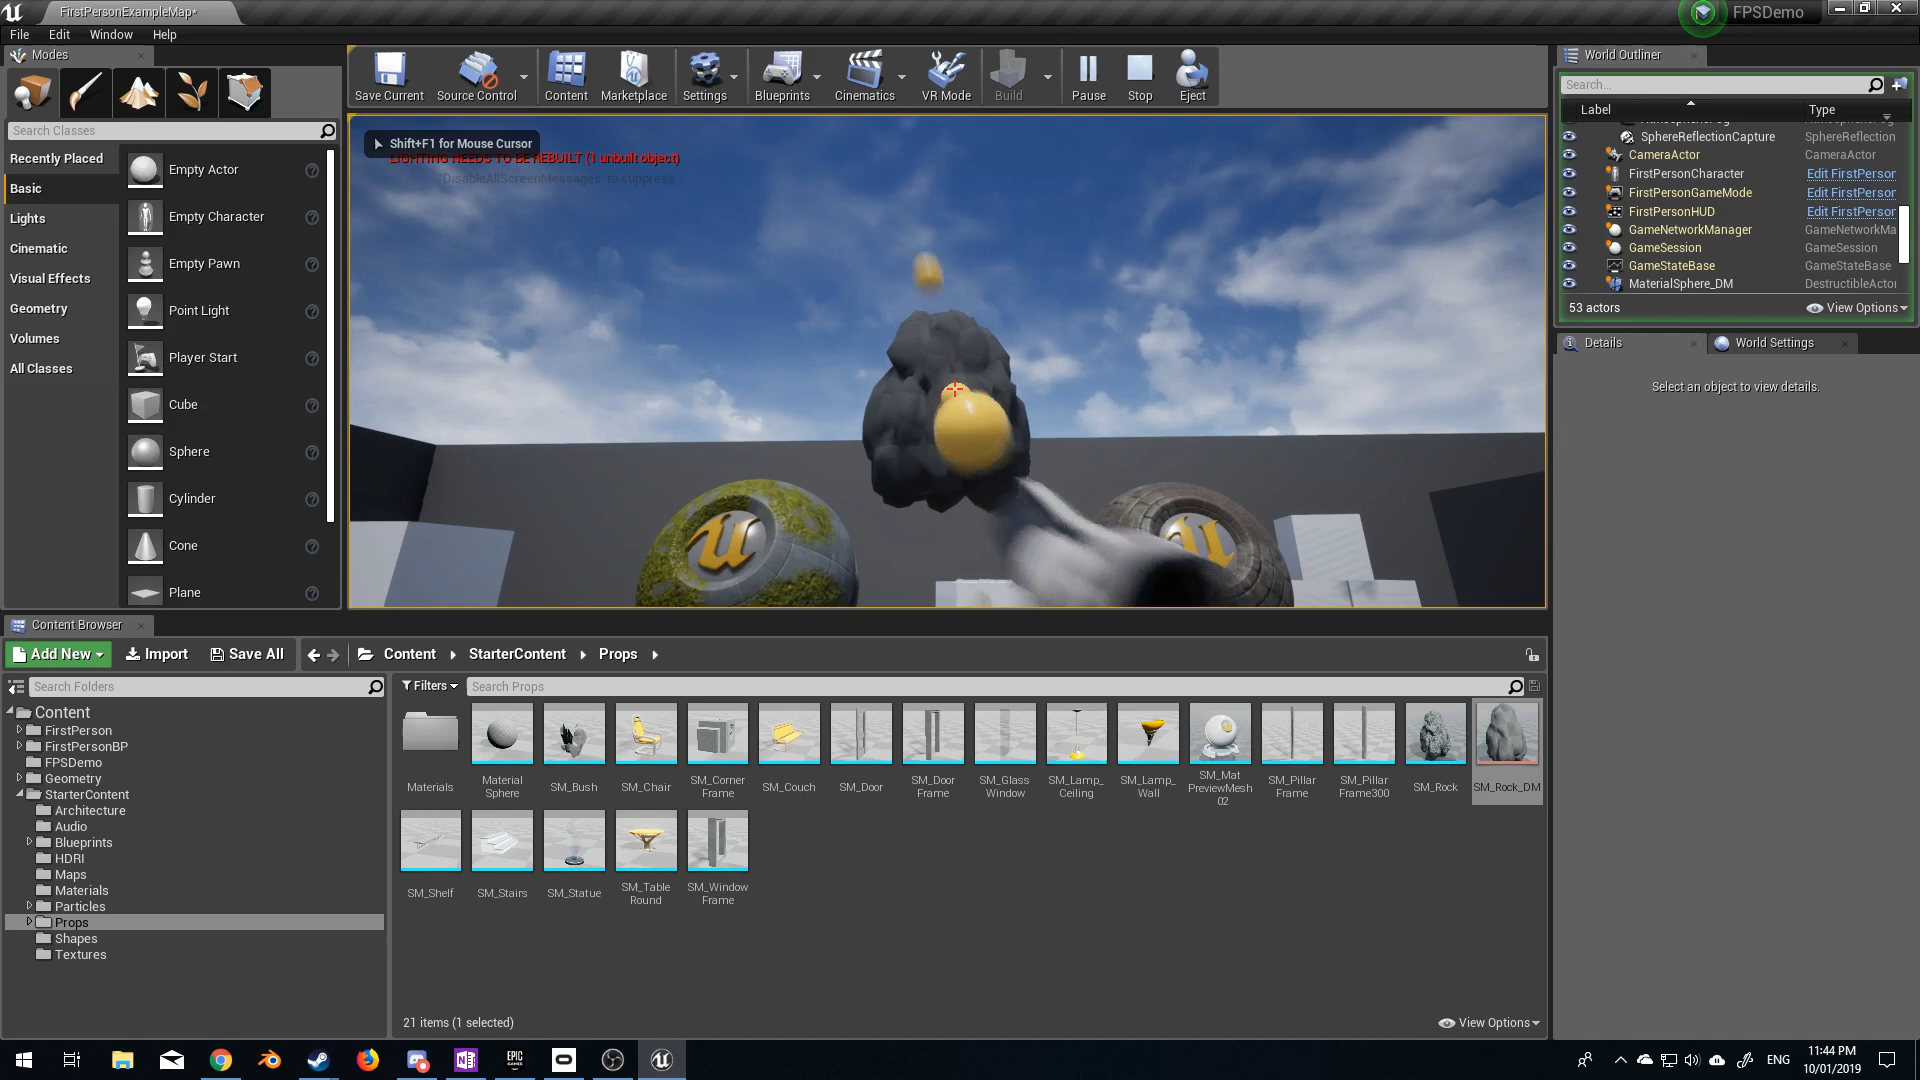 FirstPersonExampleMap*
FPSDemo
File Edit Window Help
Modes
Save Current
Source Control
Content
Marketplace
Settings
Blueprints
Cinematics
VR Mode
Build
Pause
Stop
Eject
Search Classes
Recently Placed
Basic
Lights
Cinematic
Visual Effects
Geometry
Volumes
All Classes
Empty Actor
Empty Character
Empty Pawn
Point Light
Player Start
Cube
Sphere
Cylinder
Cone
Plane
Shift+F1 for Mouse Cursor
LIGHTING NEEDS TO BE REBUILT (1 unbuilt object)
'DisableAllScreenMessages' to suppress
World Outliner
Search...
Label Type
SphereReflectionCapture SphereReflection
CameraActor CameraActor
FirstPersonCharacter Edit FirstPerson
FirstPersonGameMode Edit FirstPerson
FirstPersonHUD Edit FirstPerson
GameNetworkManager GameNetworkMa
GameSession GameSession
GameStateBase GameStateBase
MaterialSphere_DM DestructibleActor
53 actors
View Options
Details
World Settings
Select an object to view details.
Content Browser
Add New
Import
Save All
Content StarterContent Props
Search Folders
Filters
Search Props
Content
FirstPerson
FirstPersonBP
FPSDemo
Geometry
StarterContent
Architecture
Audio
Blueprints
HDRI
Maps
Materials
Particles
Props
Shapes
Textures
Materials
Material
Sphere
SM_Bush
SM_Chair
SM_Corner
Frame
SM_Couch
SM_Door
SM_Door
Frame
SM_Glass
Window
SM_Lamp_
Ceiling
SM_Lamp_
Wall
SM_Mat
PreviewMesh
02
SM_Pillar
Frame
SM_Pillar
Frame300
SM_Rock
SM_Rock_DM
SM_Shelf
SM_Stairs
SM_Statue
SM_Table
Round
SM_Window
Frame
21 items (1 selected)
View Options
EPIC
GAMES
ENG
11:44 PM
10/01/2019